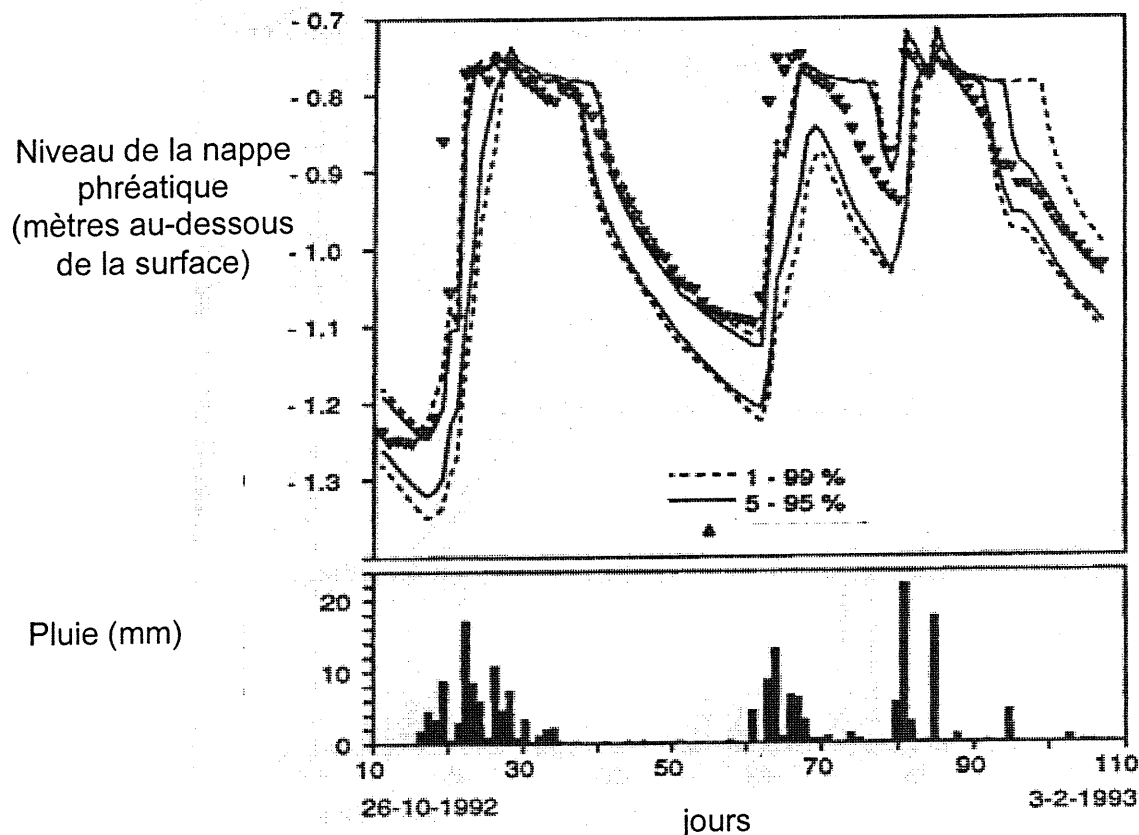 Niveau de la nappe
phréatique
(mètres au-dessous
de la surface)
- 0.7
- 0.8
- 0.9
- 1.0
- 1.1
- 1.2
- 1.3
1 - 99 %
5 - 95 %
Pluie (mm)
20
10
0
10 30 50 70 90 110
26-10-1992 jours 3-2-1993